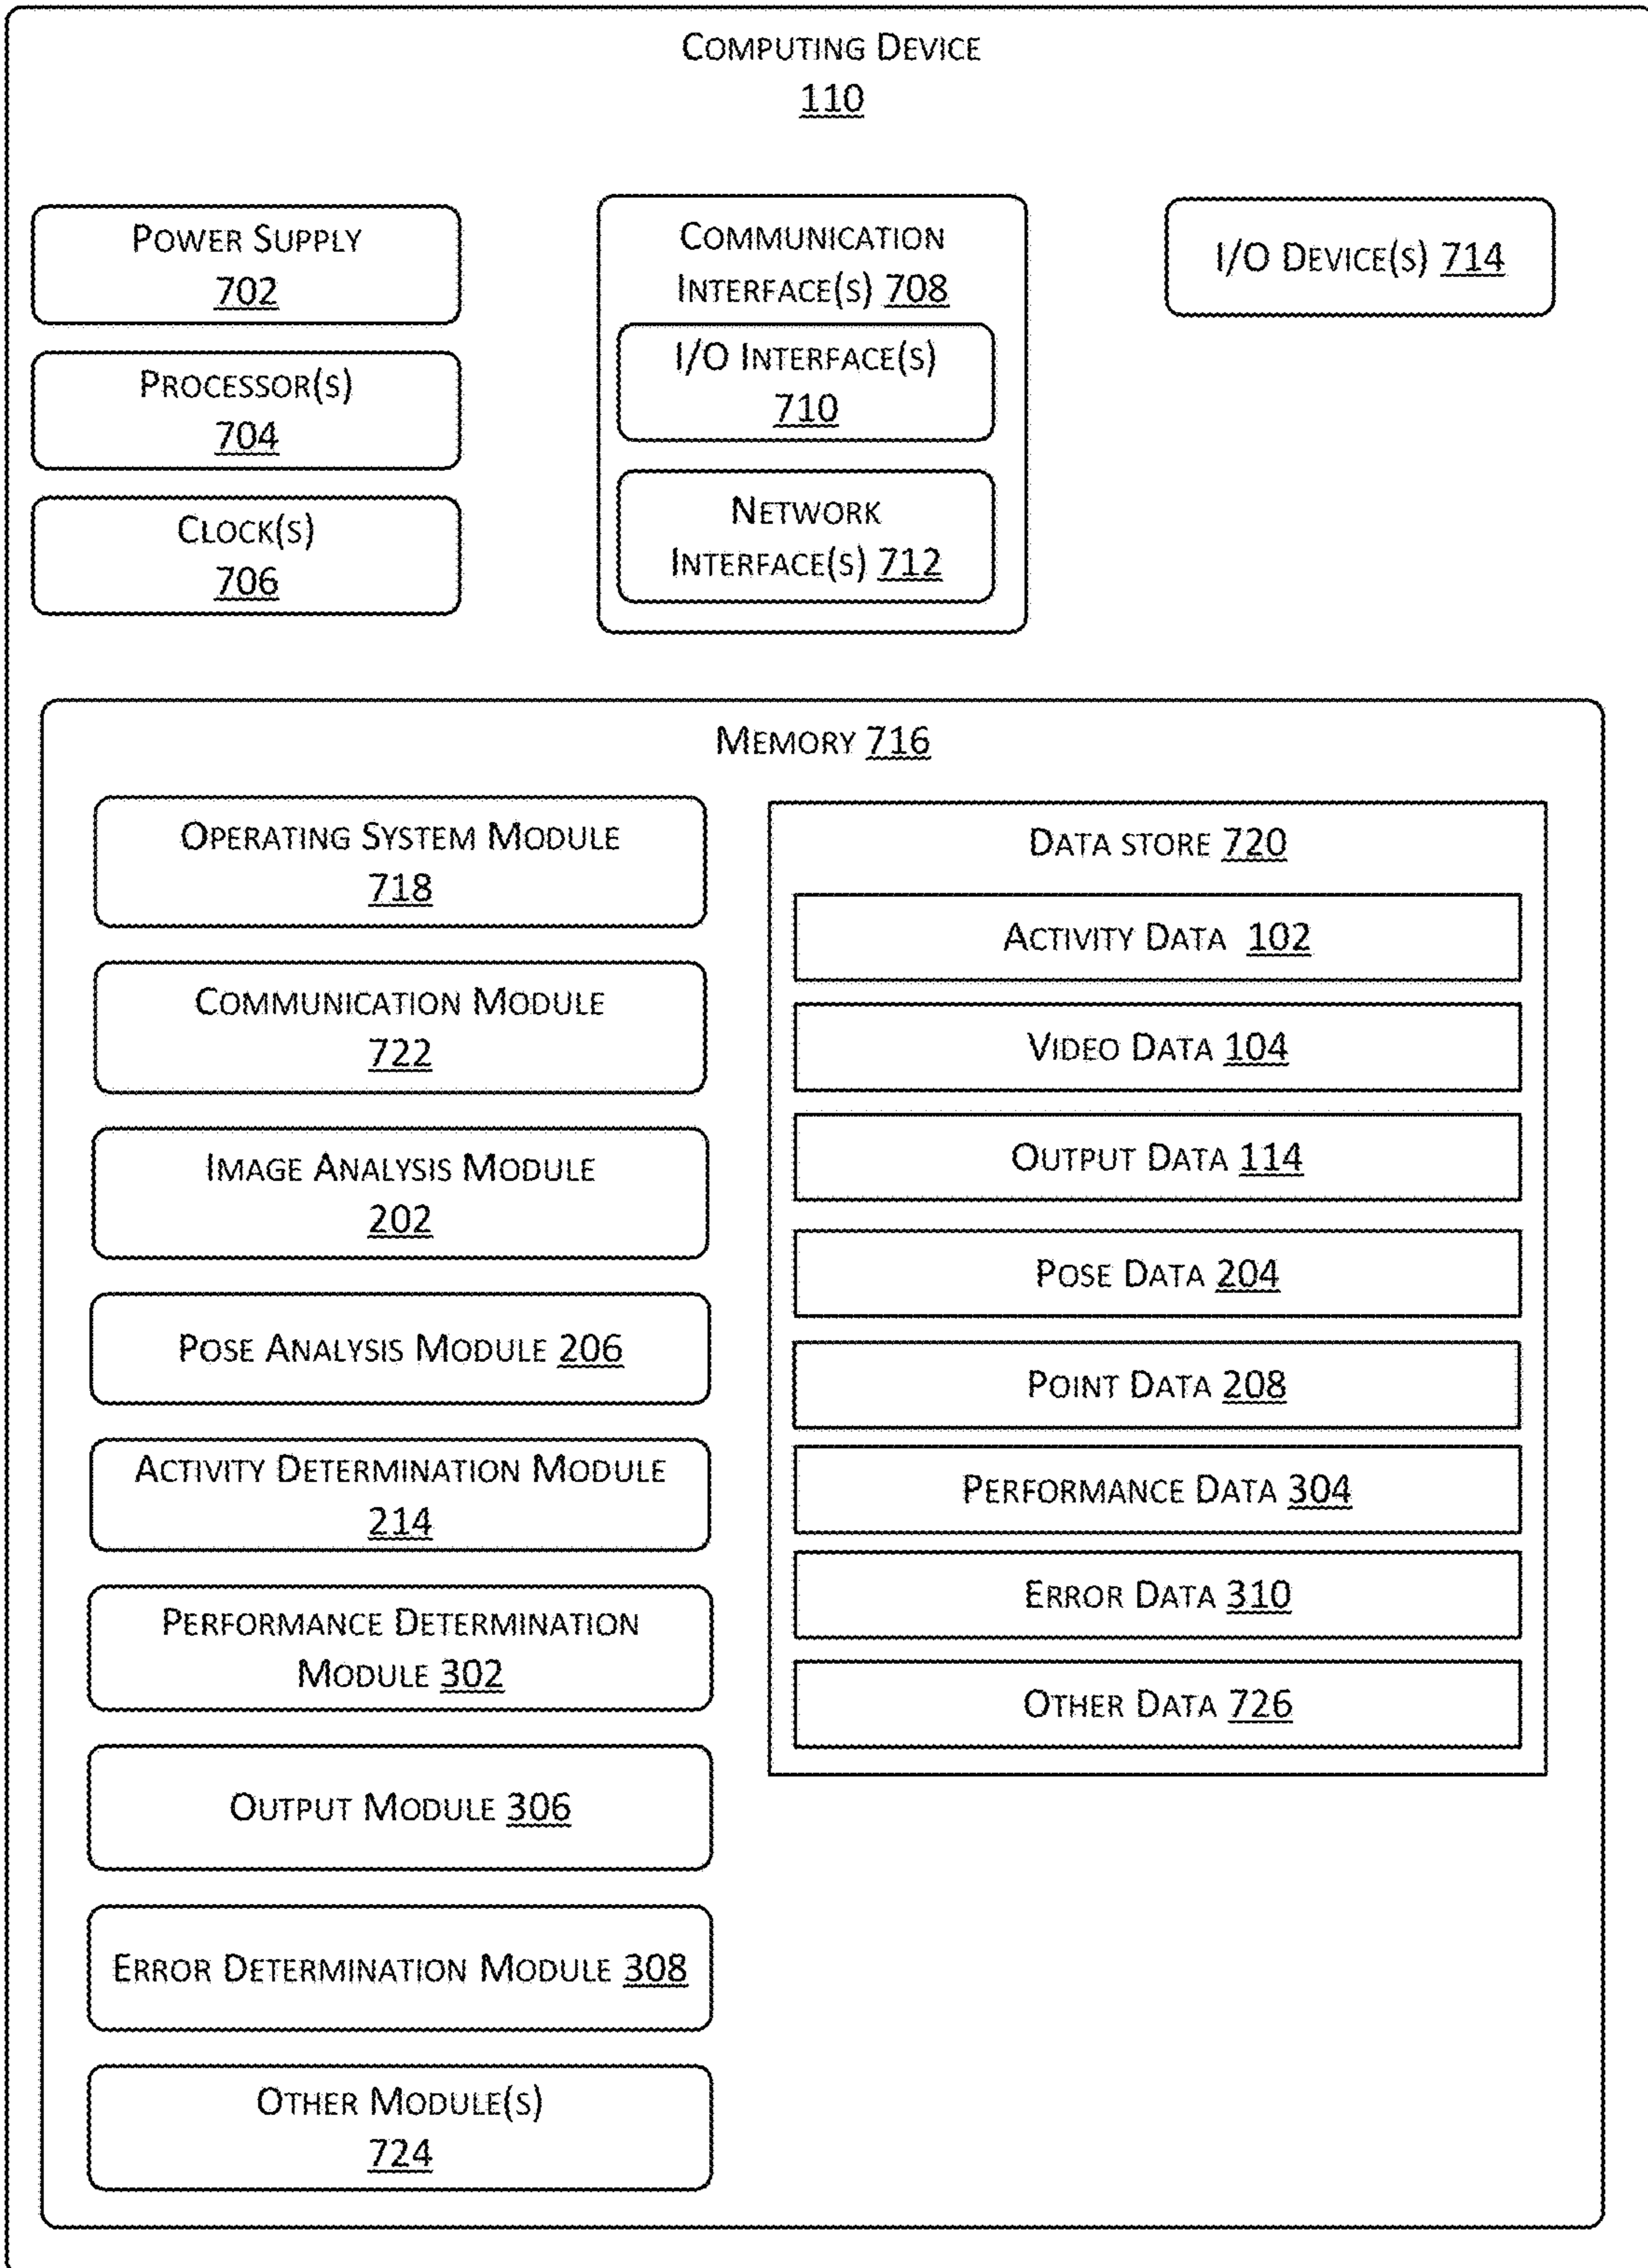 COMPUTING DEVICE
110
POWER SUPPLY
702
PROCESSOR(S)
704
CLOCK(S)
706
COMMUNICATION
INTERFACE(S) 708
I/O INTERFACE(S)
710
NETWORK
INTERFACE(S) 712
I/O DEVICE(S) 714
MEMORY 716
OPERATING SYSTEM MODULE
718
COMMUNICATION MODULE
722
IMAGE ANALYSIS MODULE
202
POSE ANALYSIS MODULE 206
ACTIVITY DETERMINATION MODULE
214
PERFORMANCE DETERMINATION
MODULE 302
OUTPUT MODULE 306
ERROR DETERMINATION MODULE 308
OTHER MODULE(S)
724
DATA STORE 720
ACTIVITY DATA 102
VIDEO DATA 104
OUTPUT DATA 114
POSE DATA 204
POINT DATA 208
PERFORMANCE DATA 304
ERROR DATA 310
OTHER DATA 726